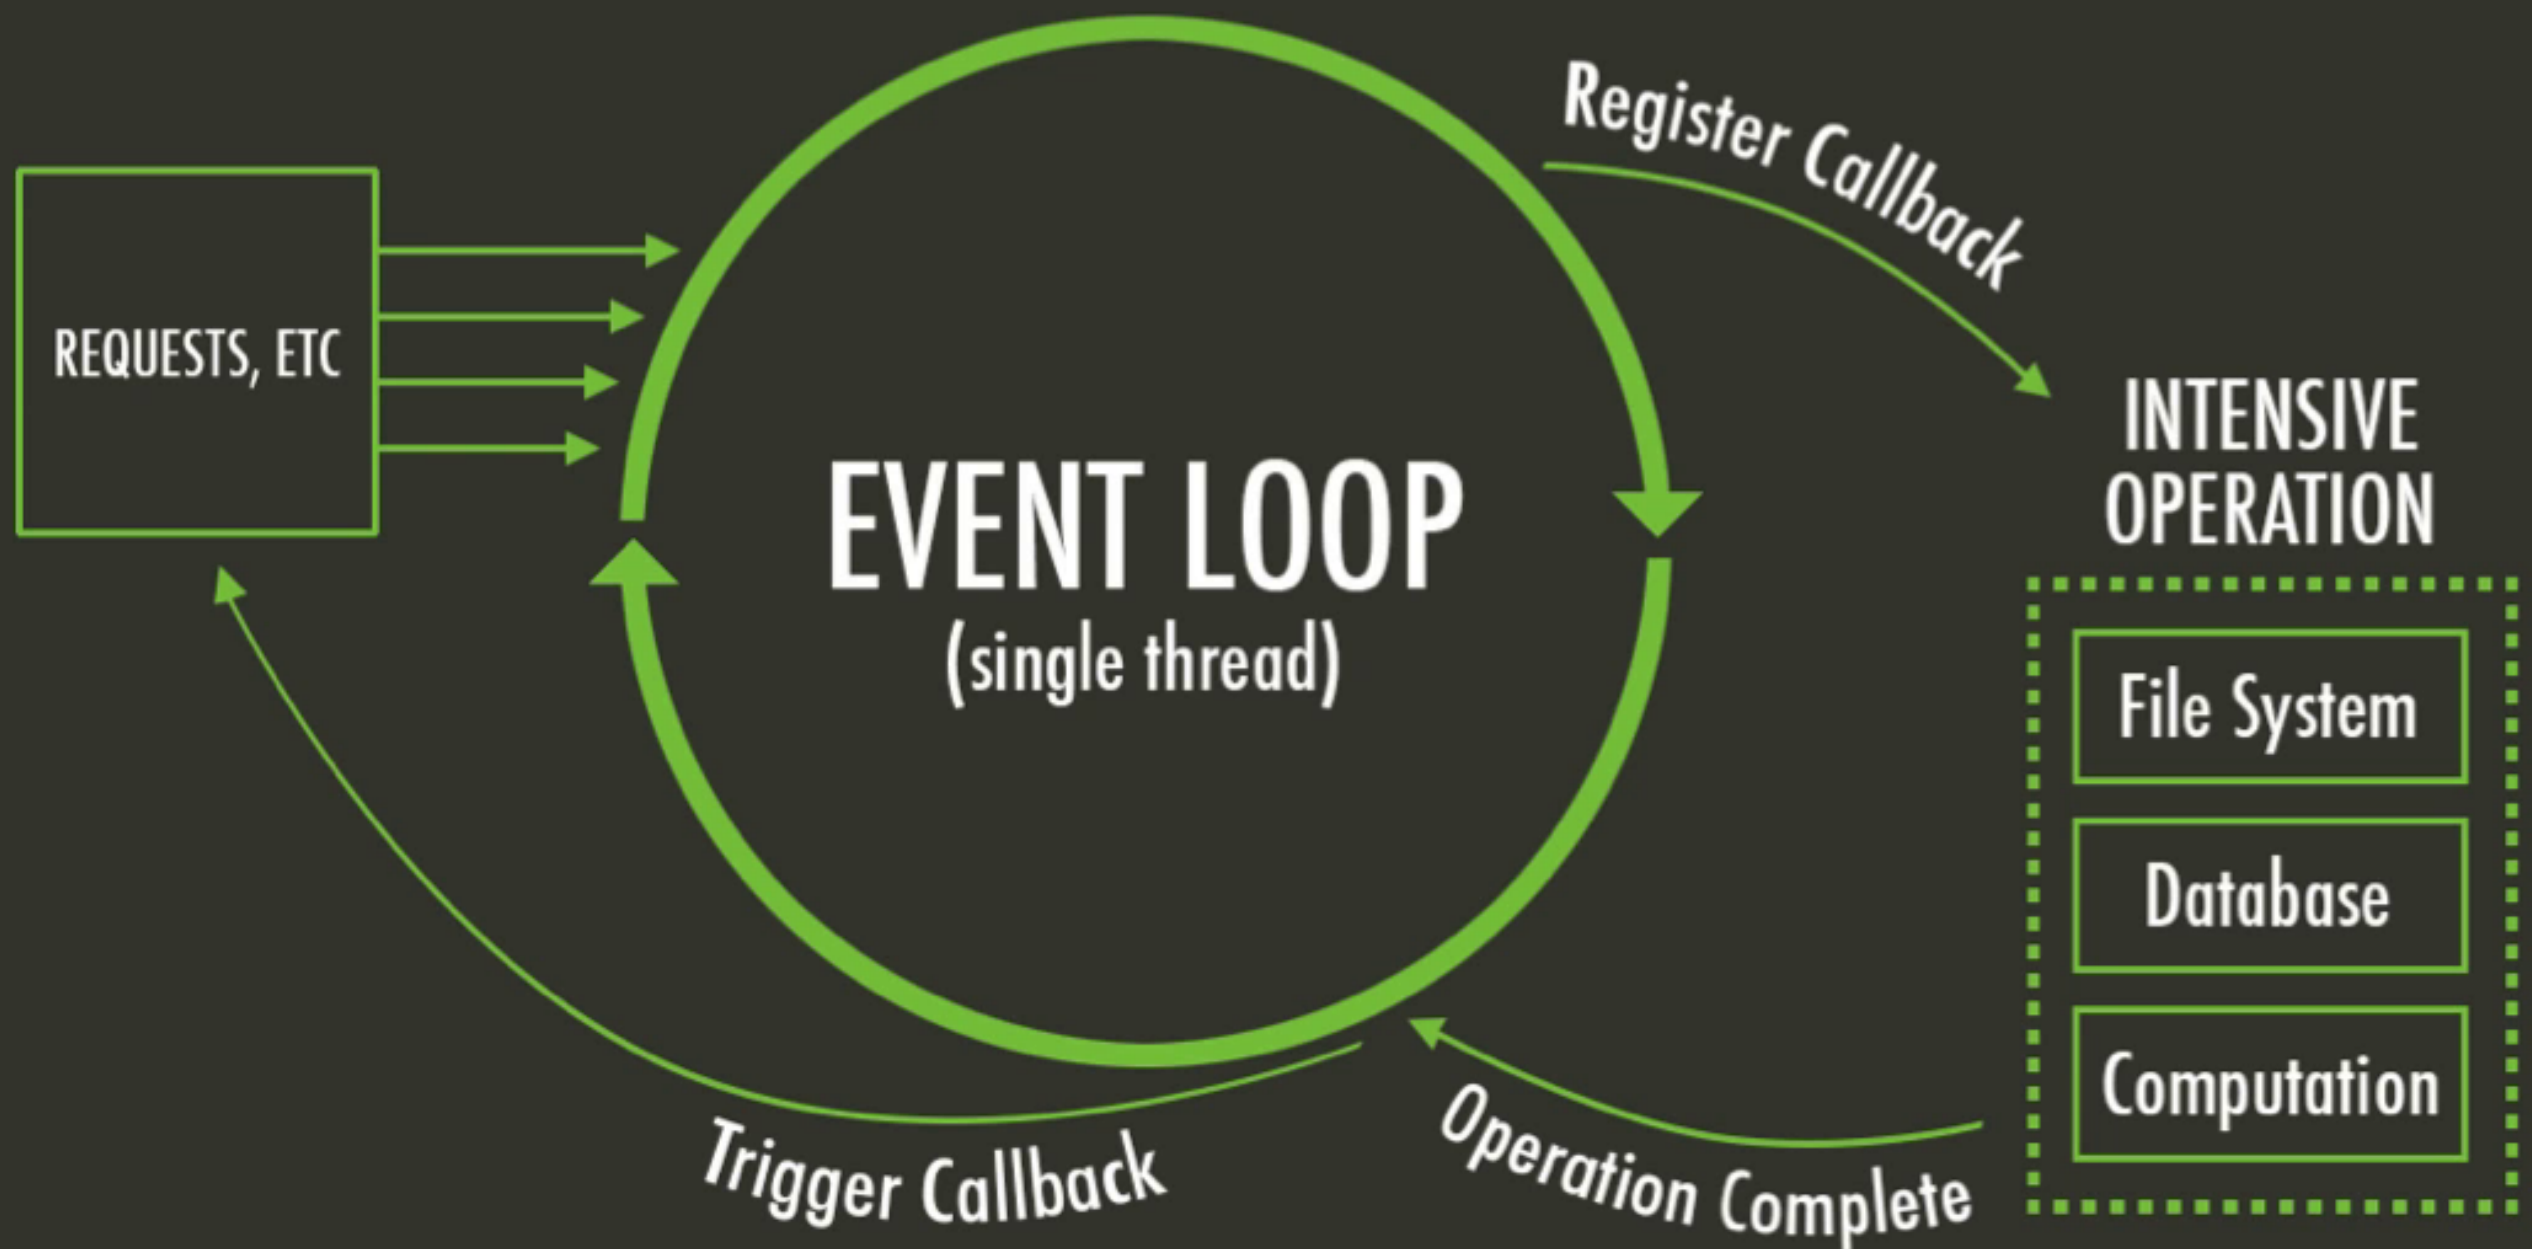 REQUESTS, ETC
EVENT LOOP
(single thread)
Register Callback
INTENSIVE
OPERATION
File System
Database
Computation
Operation Complete
Trigger Callback